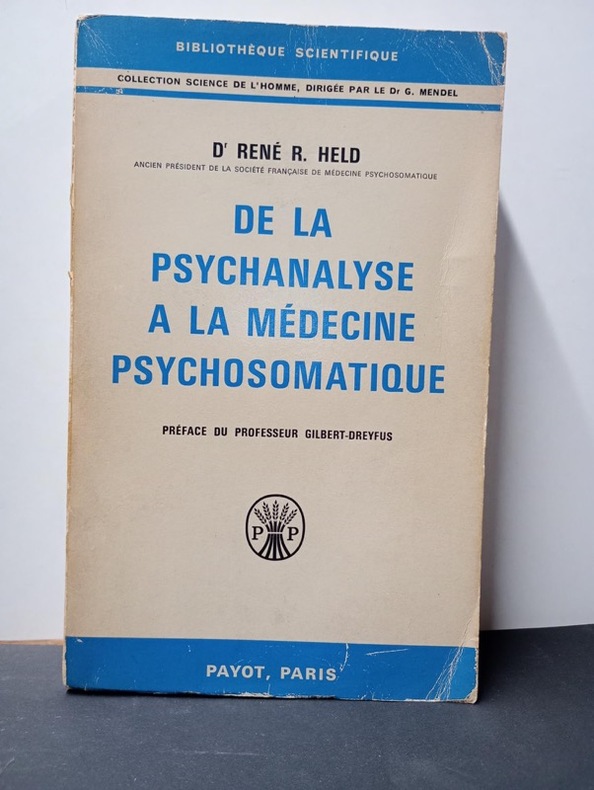 BIBLIOTHÈQUE SCIENTIFIQUE
COLLECTION SCIENCE DE L'HOMME, DIRIGÉE PAR LE Dr G. MENDEL
Dr RENÉ R. HELD
ANCIEN PRÉSIDENT DE LA SOCIÉTÉ FRANÇAISE DE MÉDECINE PSYCHOSOMATIQUE
DE LA
PSYCHANALYSE
A LA MÉDECINE
PSYCHOSOMATIQUE
PRÉFACE DU PROFESSEUR GILBERT-DREYFUS
P P
PAYOT, PARIS